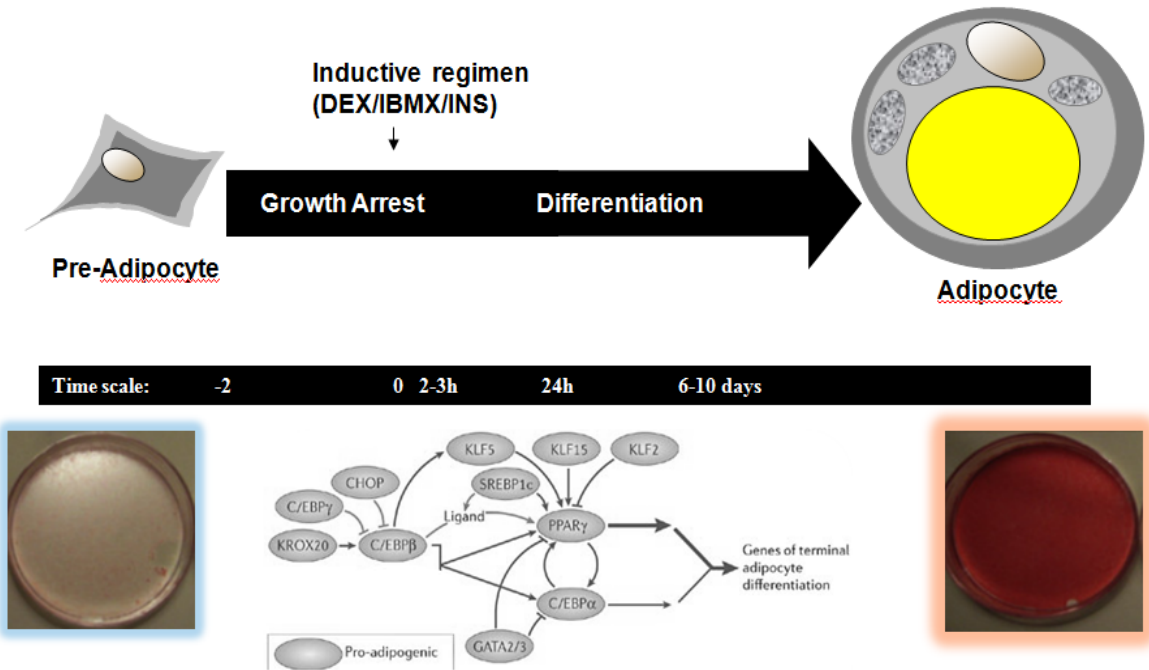 Inductive regimen
(DEX/IBMX/INS)
Growth Arrest
Differentiation
Pre-Adipocyte
Adipocyte
Time scale: -2 0 2-3h 24h 6-10 days
KLF5
KLF15
KLF2
CHOP
SREBP1c
C/EBPγ
Ligand
PPARγ
KROX20
C/EBPβ
Genes of terminal
adipocyte
differentiation
C/EBPα
GATA2/3
Pro-adipogenic